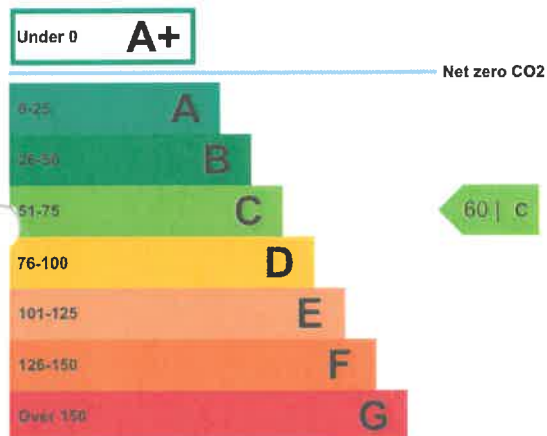 Under 0 A+
Net zero CO2
0-25 A
26-50 B
51-75 C
60 | C
76-100 D
101-125 E
126-150 F
Over 150 G